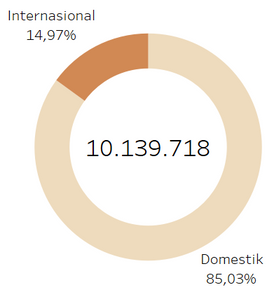 Internasional
14,97%
10.139.718
Domestik
85,03%